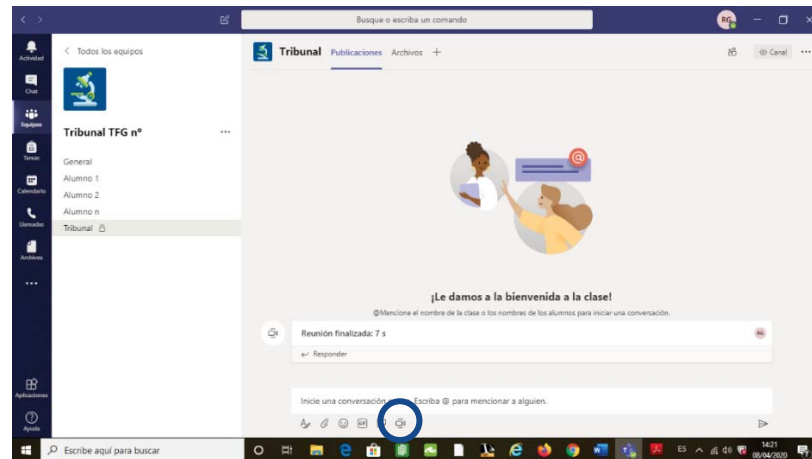 Busque o escriba un comando
RG
Actividad
Chat
Equipos
Tareas
Calendario
Llamadas
Archivos
Aplicaciones
Ayuda
Todos los equipos
Tribunal TFG nº
General
Alumno 1
Alumno 2
Alumno n
Tribunal
Tribunal Publicaciones Archivos +
Canal
@
¡Le damos a la bienvenida a la clase!
@Mencione el nombre de la clase o los nombres de los alumnos para iniciar una conversación.
Reunión finalizada: 7 s
RG
Responder
Inicie una conversación Escriba @ para mencionar a alguien.
GIF
Escribe aquí para buscar
ES
14:21
08/04/2020